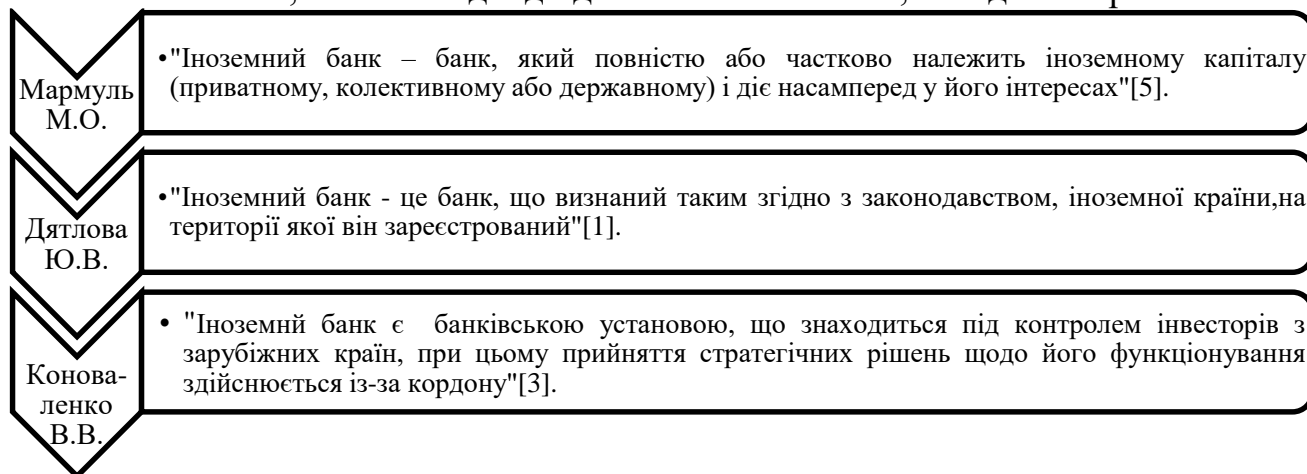 Мармуль
М.О.
•"Іноземний банк – банк, який повністю або частково належить іноземному капіталу
(приватному, колективному або державному) і діє насамперед у його інтересах"[5].
Дятлова
Ю.В.
•"Іноземний банк - це банк, що визнаний таким згідно з законодавством, іноземної країни,на
території якої він зареєстрований"[1].
Конова-
ленко
В.В.
• "Іноземнй банк є банківською установою, що знаходиться під контролем інвесторів з
зарубіжних країн, при цьому прийняття стратегічних рішень щодо його функціонування
здійснюється із-за кордону"[3].